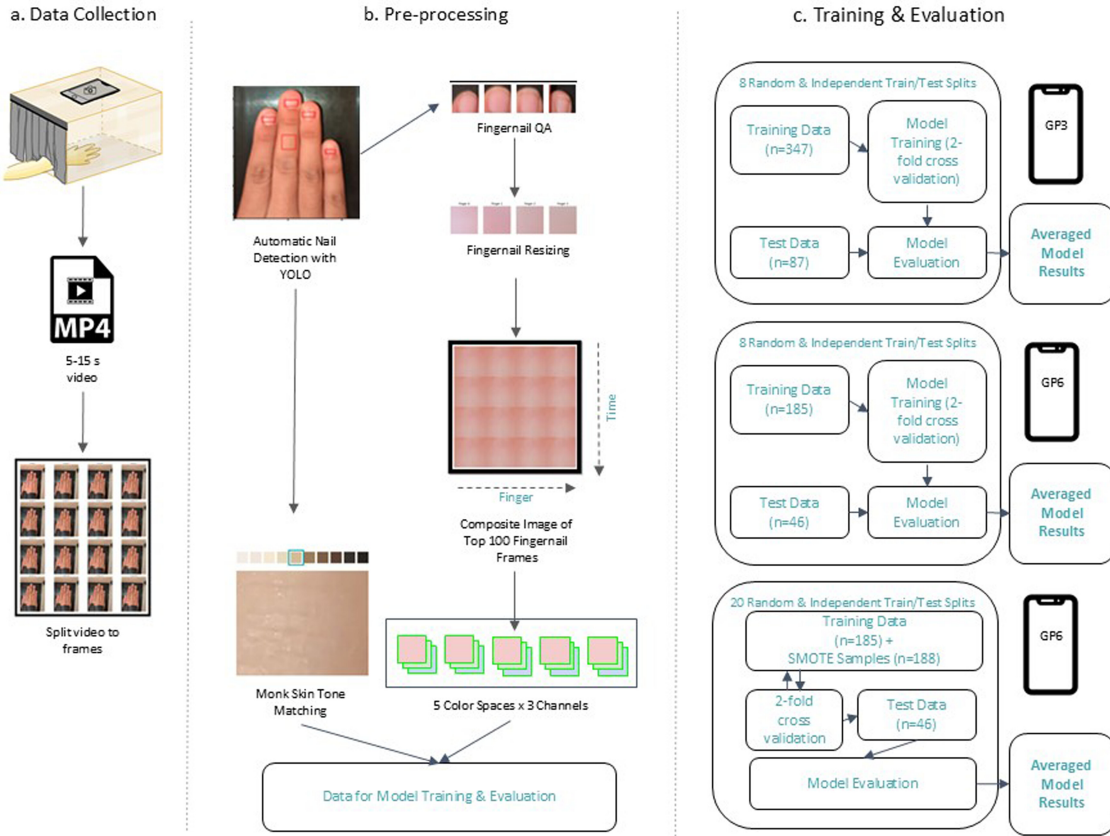 a. Data Collection
MP4
5-15 s
video
Split video to
frames
b. Pre-processing
Automatic Nail
Detection with
YOLO
Fingernail QA
Fingernail Resizing
Time
Finger
Composite Image of
Top 100 Fingernail
Frames
Monk Skin Tone
Matching
5 Color Spaces x 3 Channels
Data for Model Training & Evaluation
c. Training & Evaluation
8 Random & Independent Train/Test Splits
Training Data
(n=347)
Model
Training (2-
fold cross
validation)
Test Data
(n=87)
Model
Evaluation
GP3
Averaged
Model
Results
8 Random & Independent Train/Test Splits
Training Data
(n=185)
Model
Training (2-
fold cross
validation)
Test Data
(n=46)
Model
Evaluation
GP6
Averaged
Model
Results
20 Random & Independent Train/Test Splits
Training Data
(n=185) +
SMOTE Samples (n=188)
2-fold
cross
validation
Test Data
(n=46)
Model Evaluation
GP6
Averaged
Model
Results